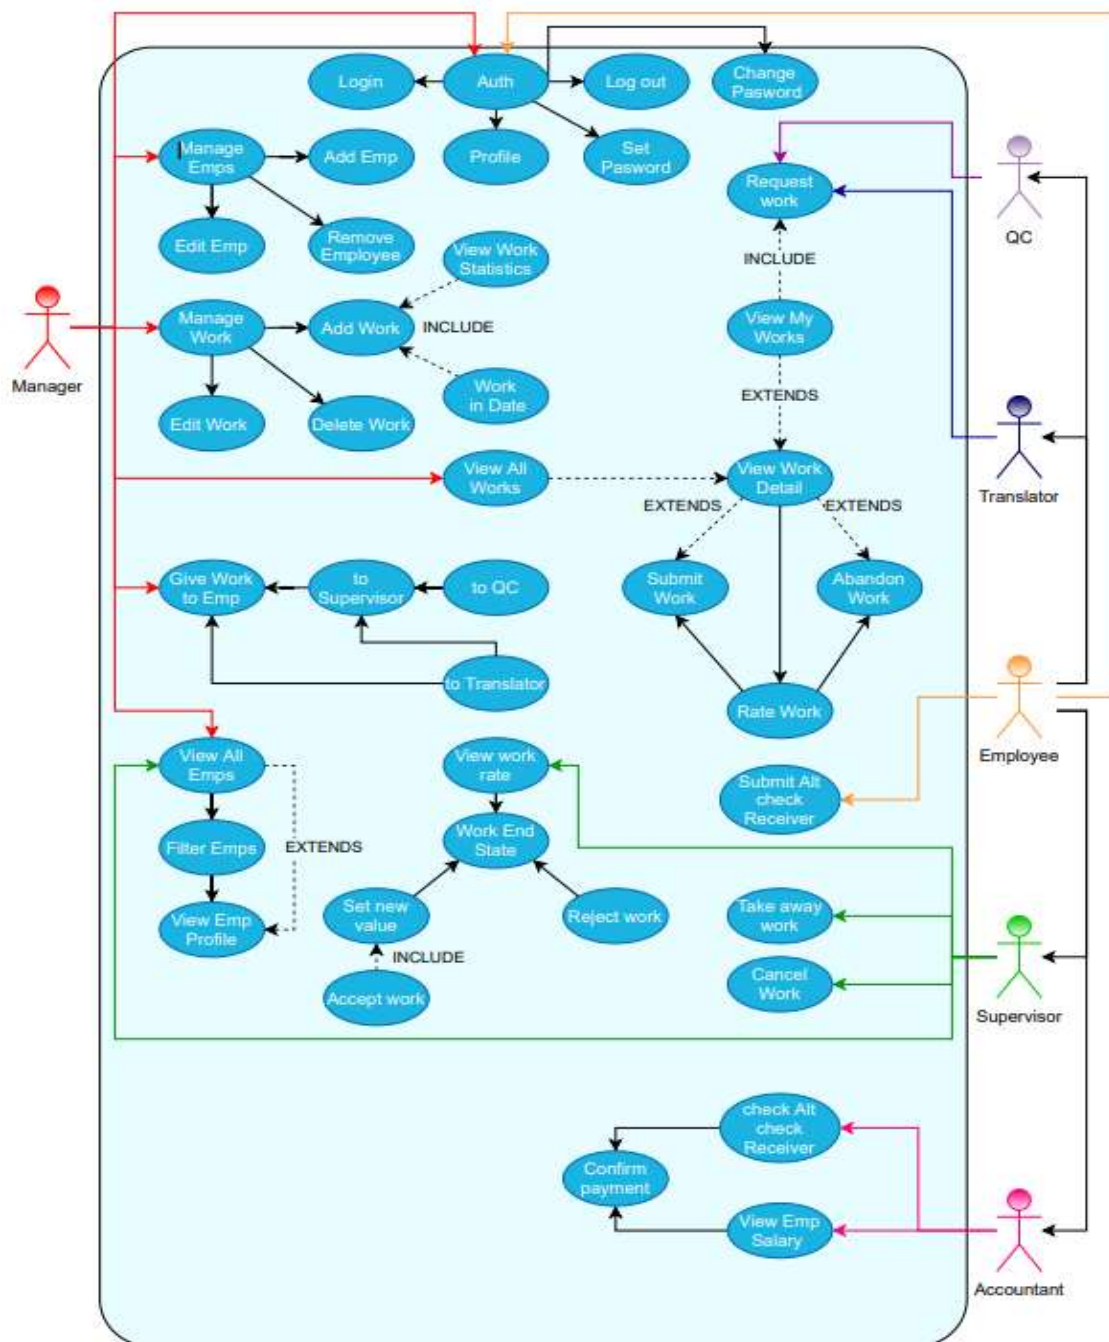 Login
Auth
Log out
Change
Pasword
Manage
Emps
Add Emp
Profile
Set
Pasword
Request
work
QC
Edit Emp
Remove
Employee
View Work
Statistics
INCLUDE
Manager
Manage
Work
Add Work
INCLUDE
View My
Works
Work
in Date
EXTENDS
Edit Work
Delete Work
View All
Works
View Work
Detail
Translator
EXTENDS
EXTENDS
Give Work
to Emp
to
Supervisor
to QC
Submit
Work
Abandon
Work
to Translator
Rate Work
Employee
View All
Emps
View work
rate
Submit Alt
check
Receiver
Filter Emps
EXTENDS
Work End
State
View Emp
Profile
Set new
value
Reject work
Take away
work
INCLUDE
Accept work
Cancel
Work
Supervisor
check Alt
check
Receiver
Confirm
payment
View Emp
Salary
Accountant